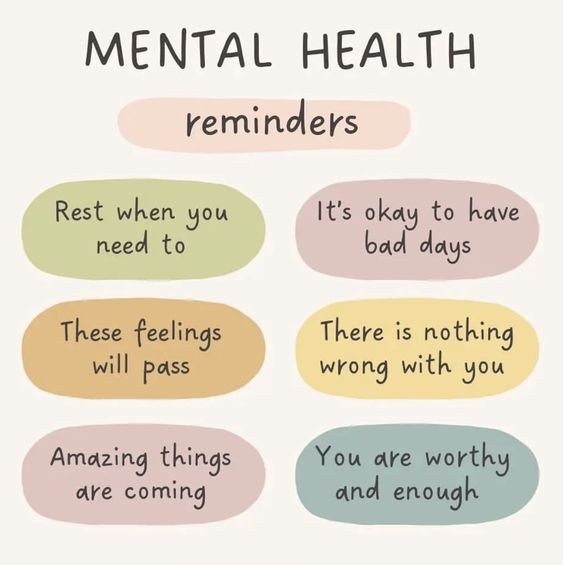 MENTAL HEALTH
reminders
Rest when you
need to
It's okay to have
bad days
These feelings
will pass
There is nothing
wrong with you
Amazing things
are coming
You are worthy
and enough